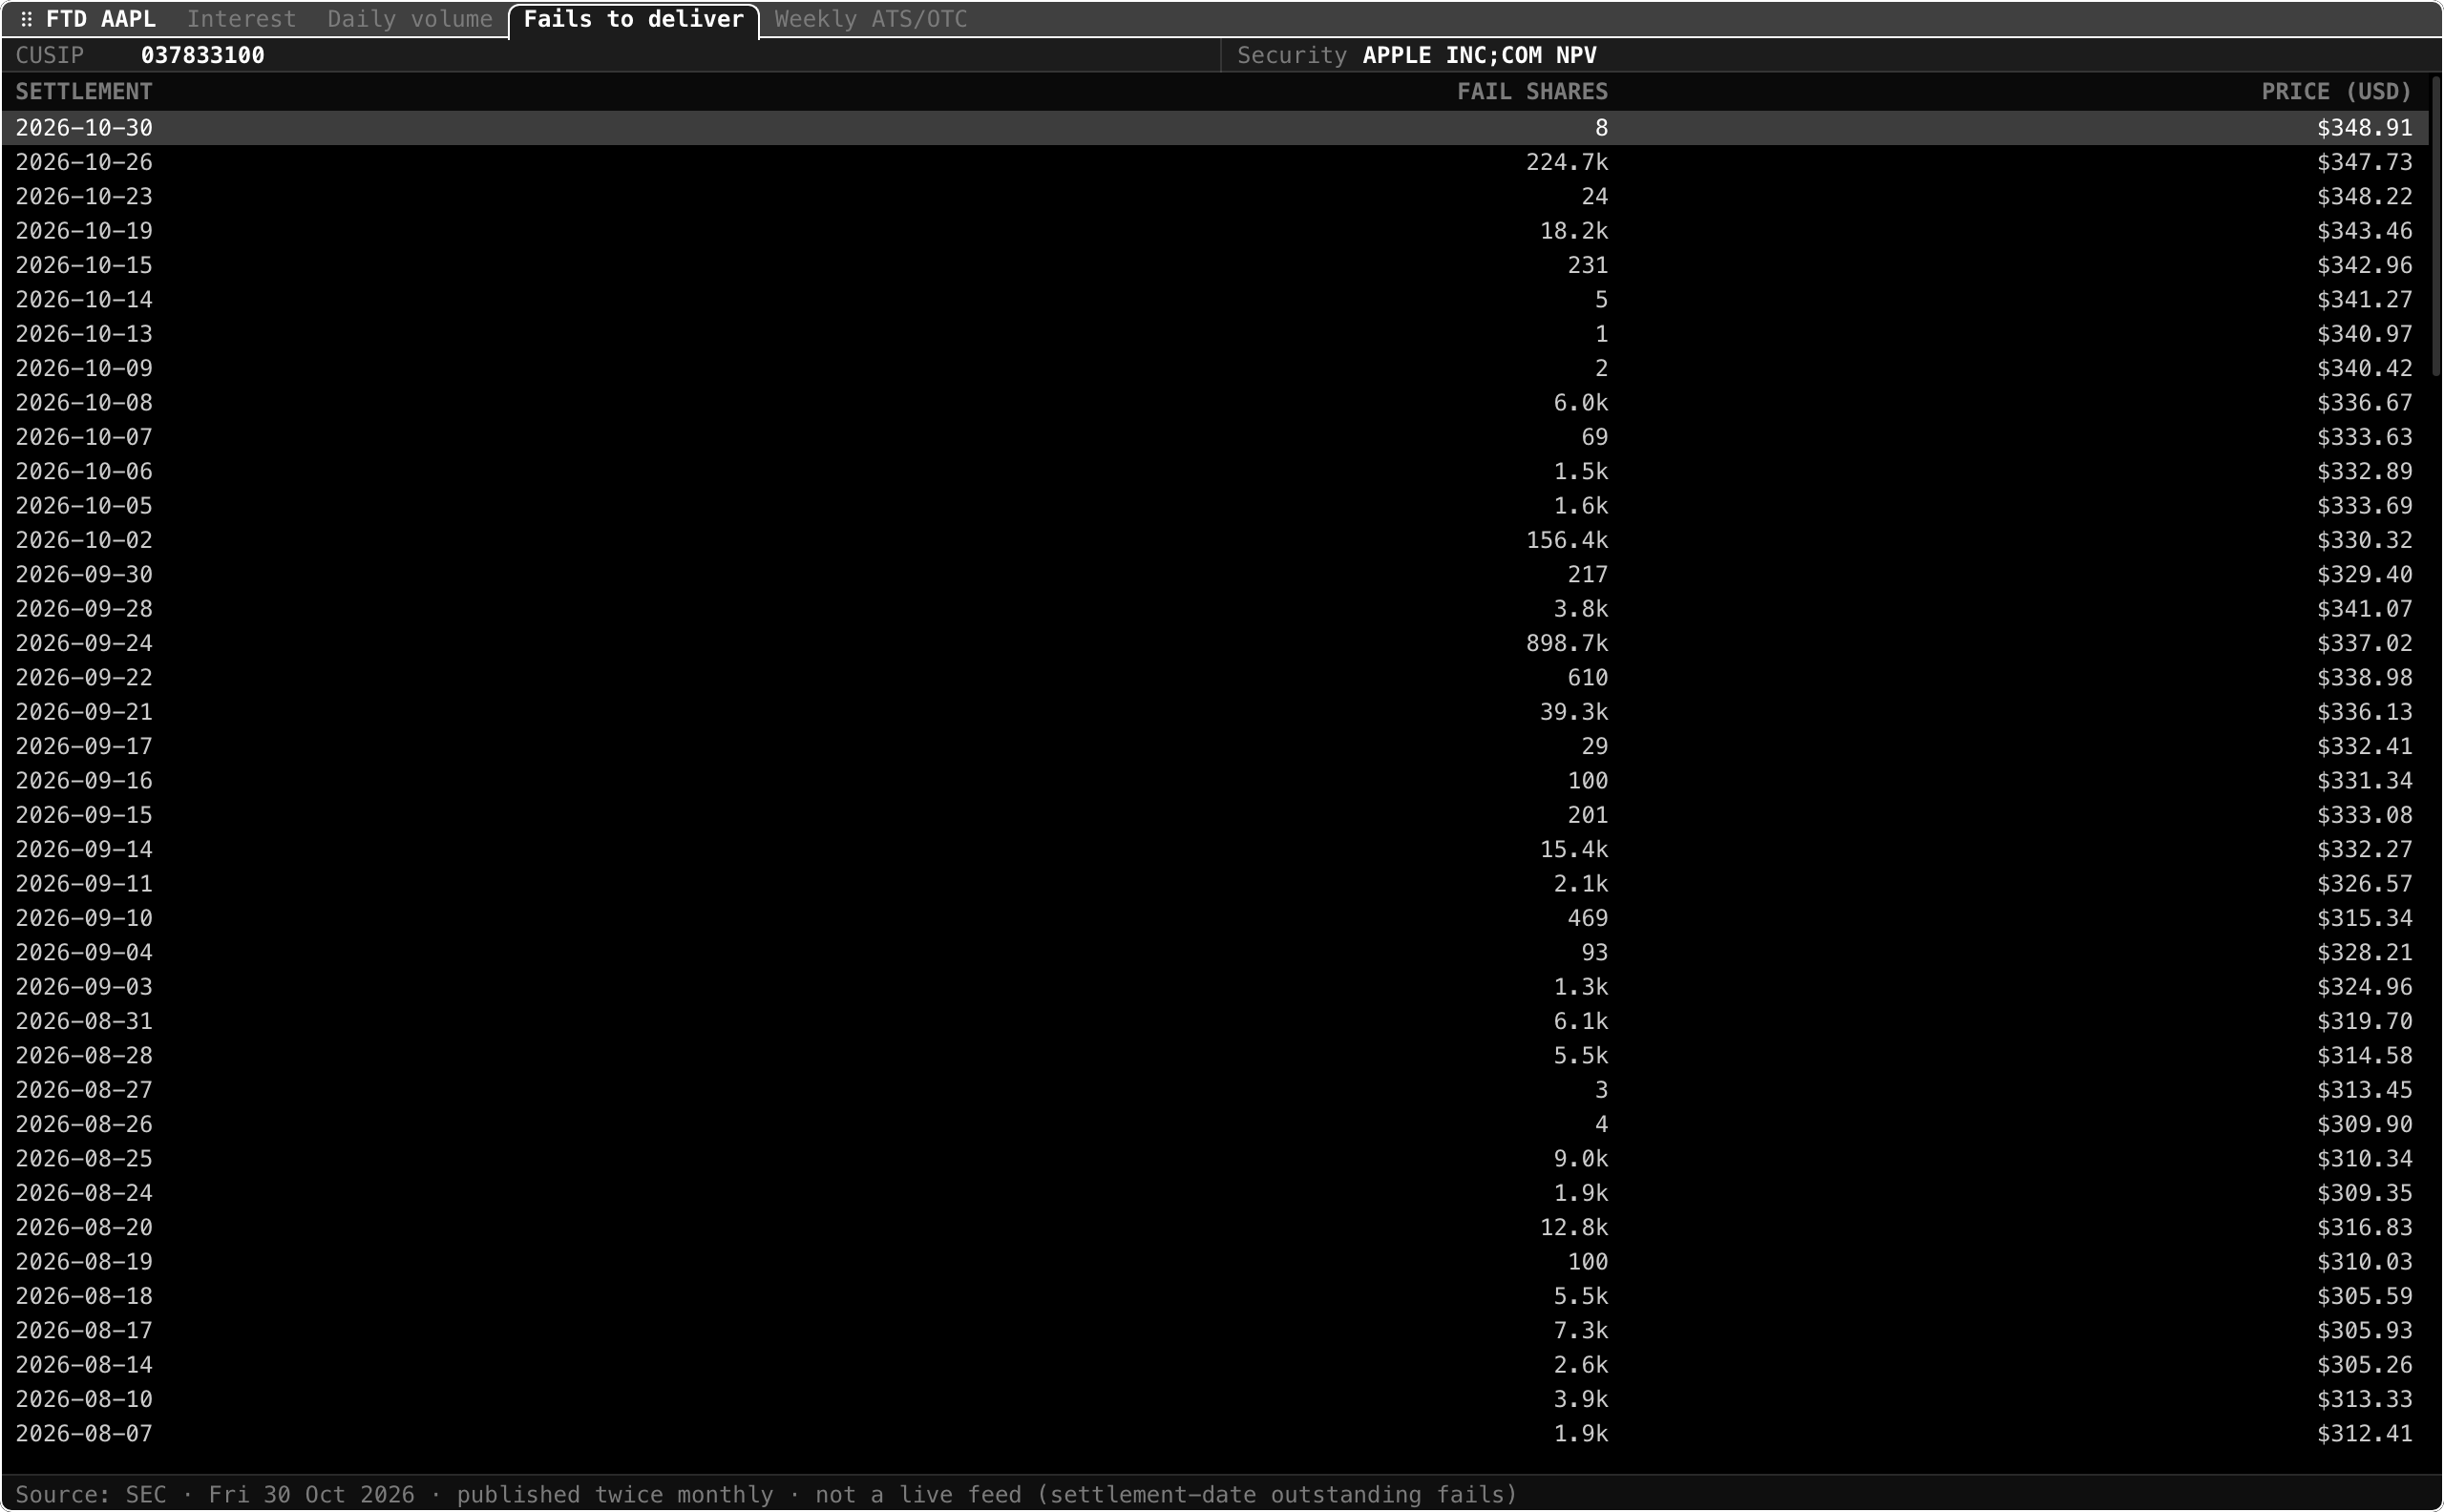 FTD AAPL Interest Daily volume Fails to deliver Weekly ATS/OTC
CUSIP 037833100 Security APPLE INC;COM NPV
SETTLEMENT FAIL SHARES PRICE (USD)
2026-10-30 8 $348.91
2026-10-26 224.7k $347.73
2026-10-23 24 $348.22
2026-10-19 18.2k $343.46
2026-10-15 231 $342.96
2026-10-14 5 $341.27
2026-10-13 1 $340.97
2026-10-09 2 $340.42
2026-10-08 6.0k $336.67
2026-10-07 69 $333.63
2026-10-06 1.5k $332.89
2026-10-05 1.6k $333.69
2026-10-02 156.4k $330.32
2026-09-30 217 $329.40
2026-09-28 3.8k $341.07
2026-09-24 898.7k $337.02
2026-09-22 610 $338.98
2026-09-21 39.3k $336.13
2026-09-17 29 $332.41
2026-09-16 100 $331.34
2026-09-15 201 $333.08
2026-09-14 15.4k $332.27
2026-09-11 2.1k $326.57
2026-09-10 469 $315.34
2026-09-04 93 $328.21
2026-09-03 1.3k $324.96
2026-08-31 6.1k $319.70
2026-08-28 5.5k $314.58
2026-08-27 3 $313.45
2026-08-26 4 $309.90
2026-08-25 9.0k $310.34
2026-08-24 1.9k $309.35
2026-08-20 12.8k $316.83
2026-08-19 100 $310.03
2026-08-18 5.5k $305.59
2026-08-17 7.3k $305.93
2026-08-14 2.6k $305.26
2026-08-10 3.9k $313.33
2026-08-07 1.9k $312.41
Source: SEC · Fri 30 Oct 2026 · published twice monthly · not a live feed (settlement-date outstanding fails)